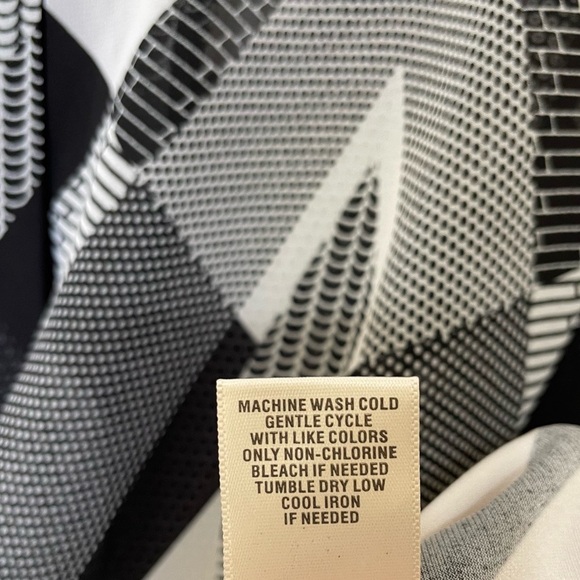 MACHINE WASH COLD
GENTLE CYCLE
WITH LIKE COLORS
ONLY NON-CHLORINE
BLEACH IF NEEDED
TUMBLE DRY LOW
COOL IRON
IF NEEDED